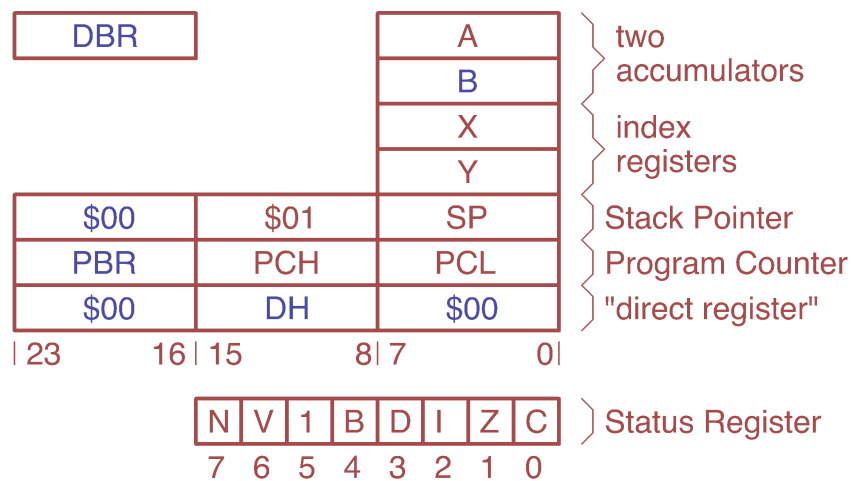 DBR A two
B accumulators
X index
Y registers
$00 $01 SP Stack Pointer
PBR PCH PCL Program Counter
$00 DH $00 "direct register"
23 16 15 8 7 0
N V 1 B D I Z C Status Register
7 6 5 4 3 2 1 0